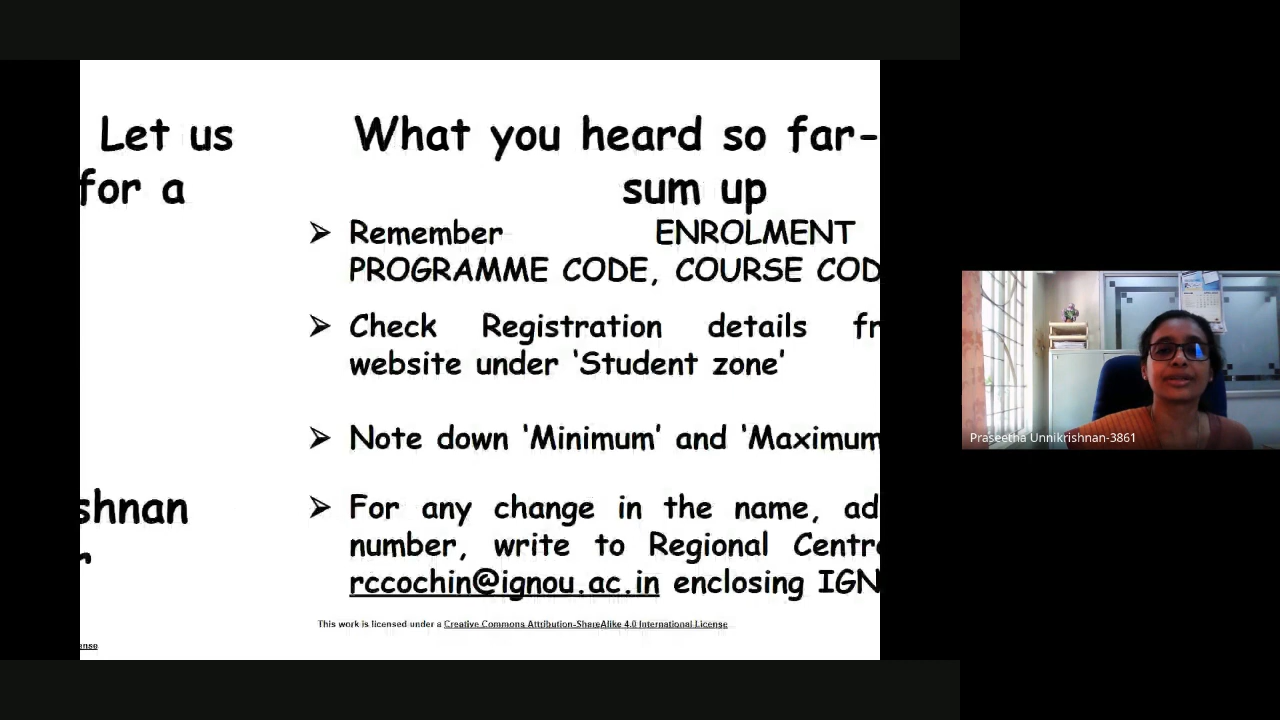 Let us
for a
shnan
ense
What you heard so far-
sum up
➢ Remember ENROLMENT
PROGRAMME CODE, COURSE COD
➢ Check Registration details fr
website under ‘Student zone’
➢ Note down ‘Minimum’ and ‘Maximum
➢ For any change in the name, ad
number, write to Regional Centre
rccochin@ignou.ac.in enclosing IGN
This work is licensed under a Creative Commons Attribution-ShareAlike 4.0 International License
Praseetha Unnikrishnan-3861